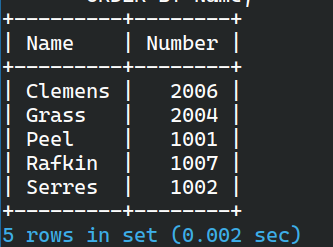 ORDER BY Name;
+---------+--------+
| Name    | Number |
+---------+--------+
| Clemens |   2006 |
| Grass   |   2004 |
| Peel    |   1001 |
| Rafkin  |   1007 |
| Serres  |   1002 |
+---------+--------+
5 rows in set (0.002 sec)